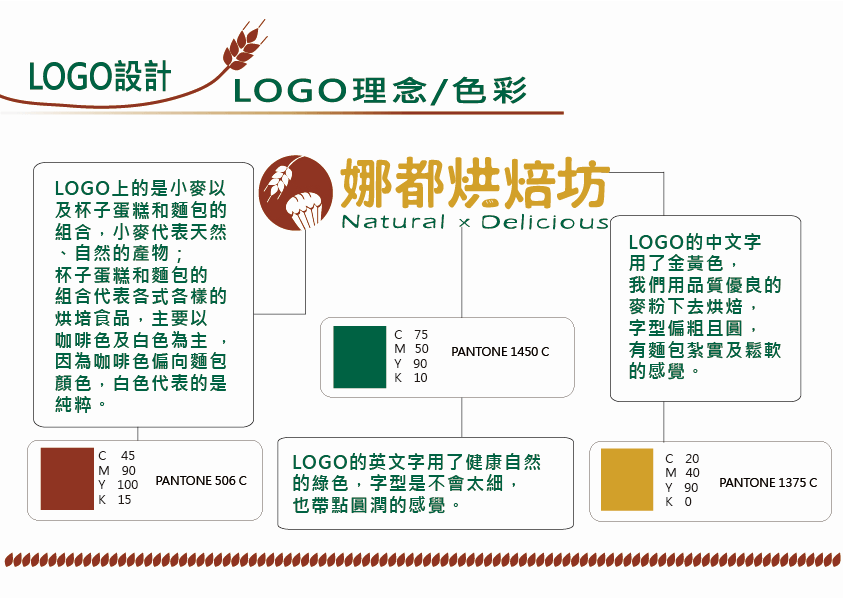 LOGO設計
LOGO理念/色彩
娜都烘焙坊
Natural × Delicious
LOGO上的是小麥以
及杯子蛋糕和麵包的
組合，小麥代表天然
、自然的產物；
杯子蛋糕和麵包的
組合代表各式各樣的
烘培食品，主要以
咖啡色及白色為主 ，
因為咖啡色偏向麵包
顏色，白色代表的是
純粹。
LOGO的中文字
用了金黃色，
我們用品質優良的
麥粉下去烘焙，
字型偏粗且圓，
有麵包紮實及鬆軟
的感覺。
C 75
M 50
Y 90
K 10
PANTONE 1450 C
C 45
M 90
Y 100
K 15
PANTONE 506 C
LOGO的英文字用了健康自然
的綠色，字型是不會太細，
也帶點圓潤的感覺。
C 20
M 40
Y 90
K 0
PANTONE 1375 C